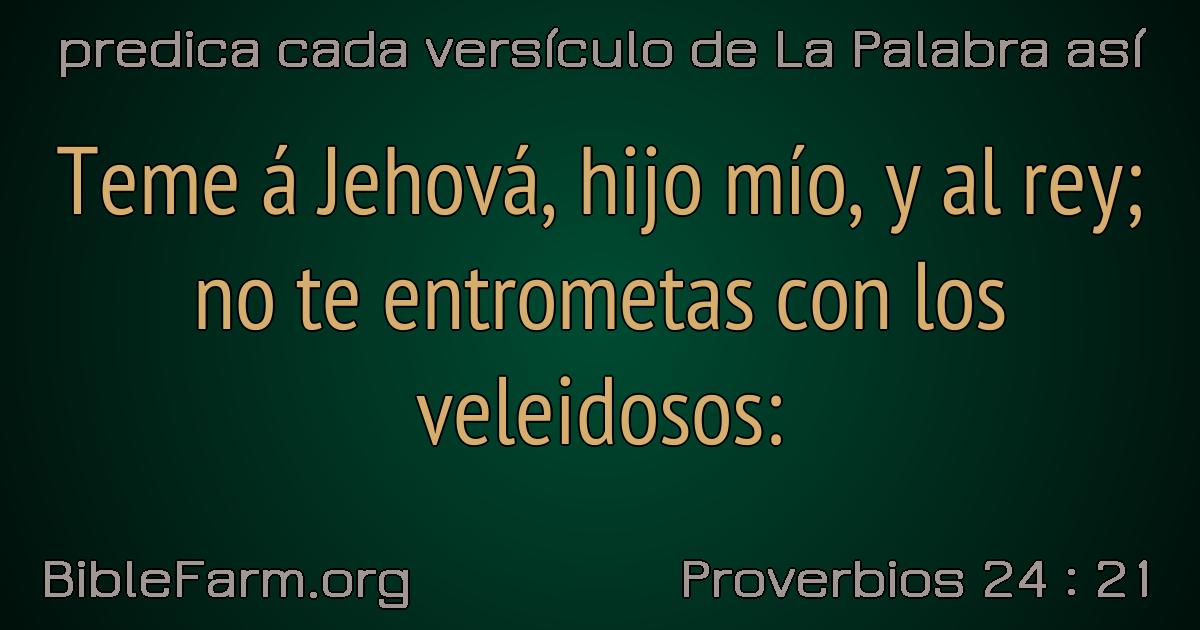 predica cada versículo de La Palabra así
Teme á Jehová, hijo mío, y al rey;
no te entrometas con los
veleidosos:
BibleFarm.org
Proverbios 24 : 21